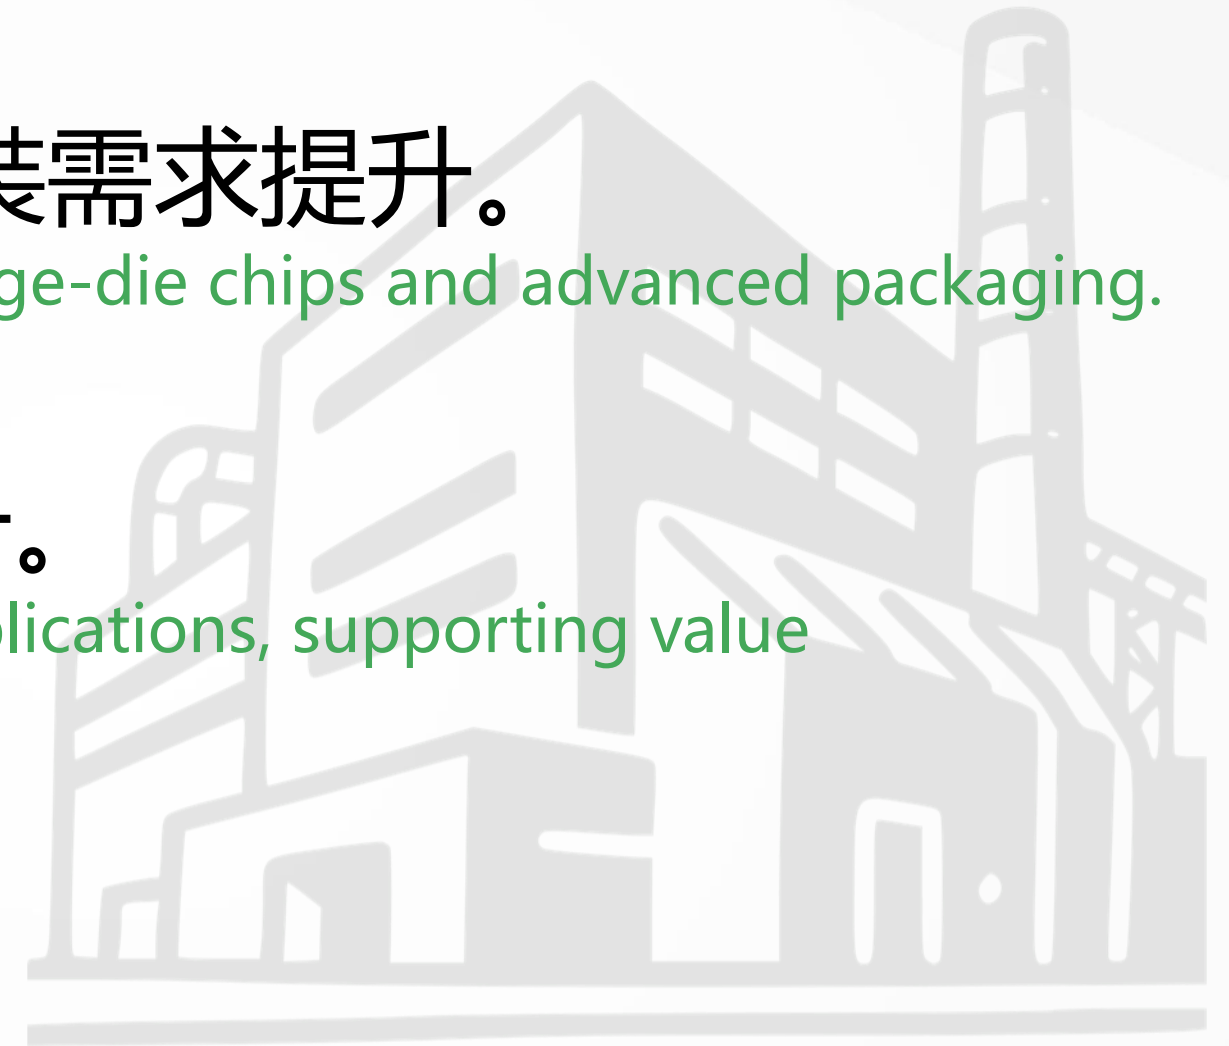 装需求提升。
ge-die chips and advanced packaging.
。
plications, supporting value